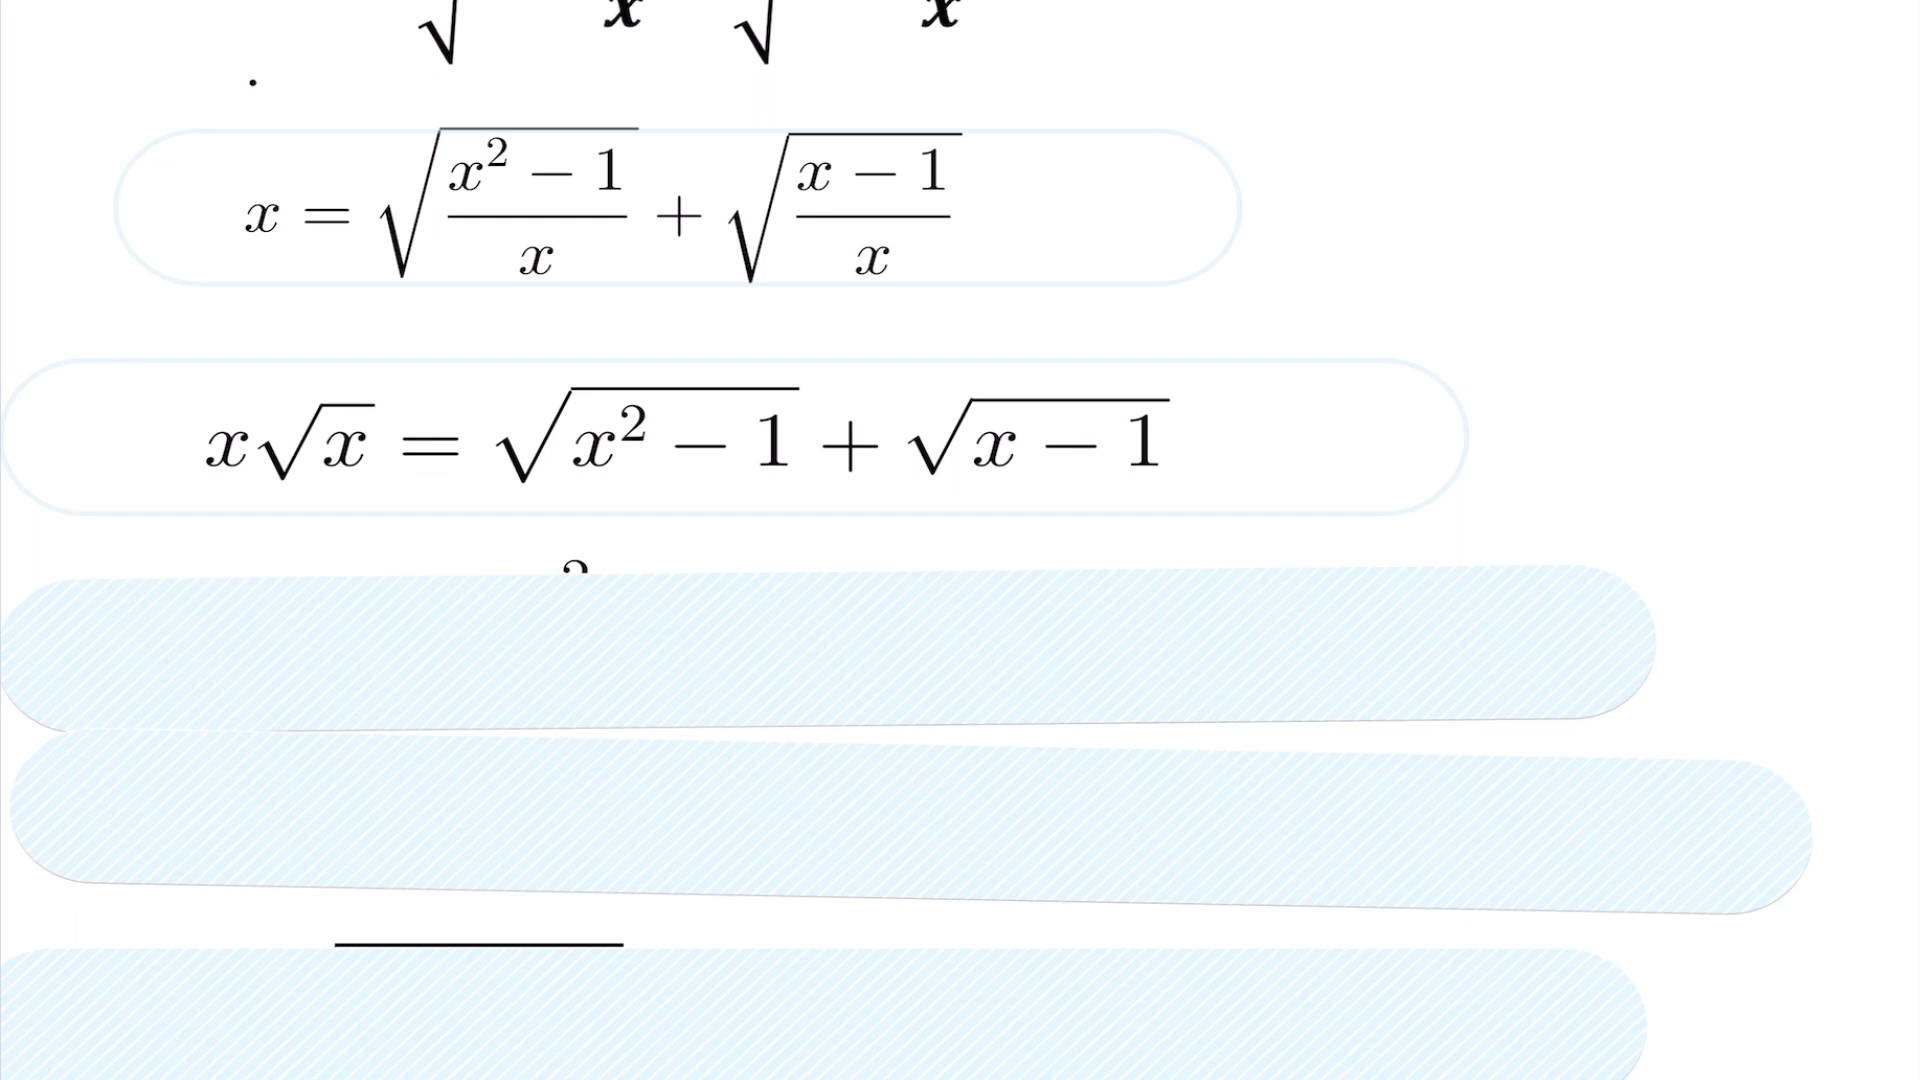 x = √((x² − 1)/x) + √((x − 1)/x)
x√x = √(x² − 1) + √(x − 1)